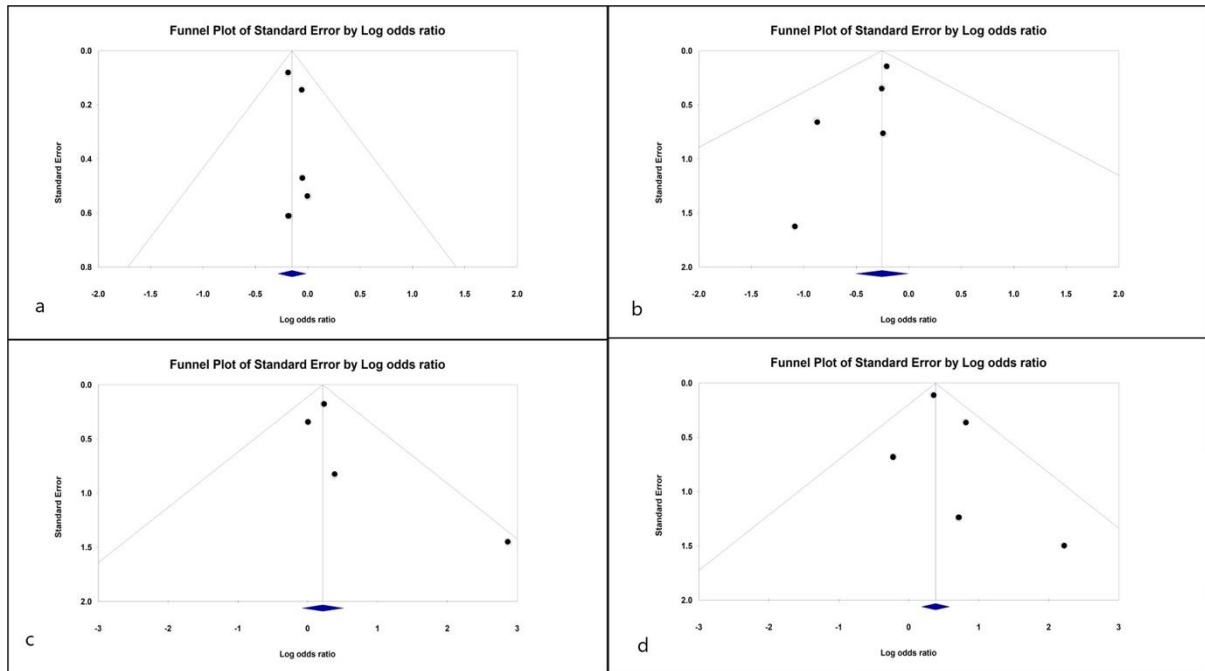 Funnel Plot of Standard Error by Log odds ratio
0.0
0.2
0.4
0.6
0.8
Standard Error
-2.0 -1.5 -1.0 -0.5 0.0 0.5 1.0 1.5 2.0
Log odds ratio
a
Funnel Plot of Standard Error by Log odds ratio
0.0
0.5
1.0
1.5
2.0
Standard Error
-2.0 -1.5 -1.0 -0.5 0.0 0.5 1.0 1.5 2.0
Log odds ratio
b
Funnel Plot of Standard Error by Log odds ratio
0.0
0.5
1.0
1.5
2.0
Standard Error
-3 -2 -1 0 1 2 3
Log odds ratio
c
Funnel Plot of Standard Error by Log odds ratio
0.0
0.5
1.0
1.5
2.0
Standard Error
-3 -2 -1 0 1 2 3
Log odds ratio
d